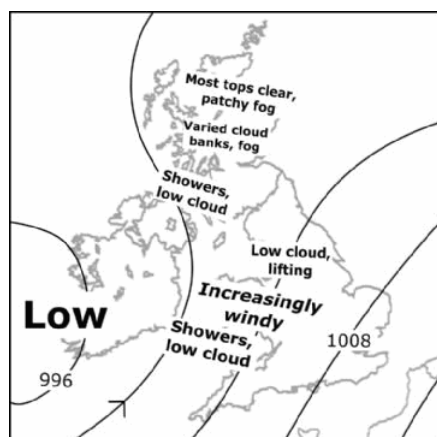 Most tops clear,
patchy fog
Varied cloud
banks, fog
Showers,
low cloud
Low cloud,
lifting
Increasingly
windy
Low
Showers,
low cloud
1008
996